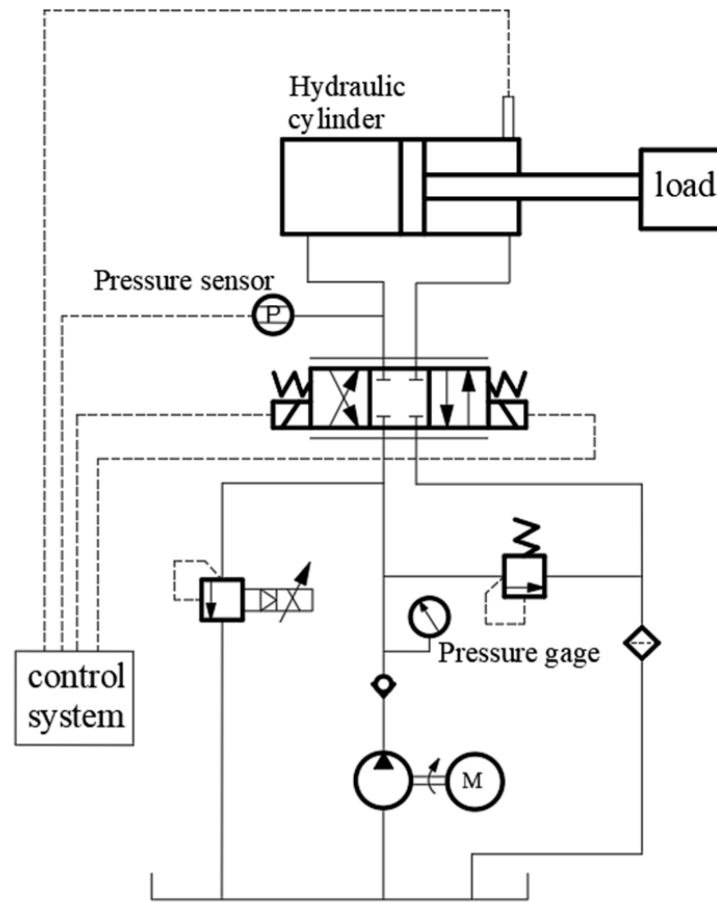 Hydraulic
cylinder
load
Pressure sensor
P
Pressure gage
control
system
M